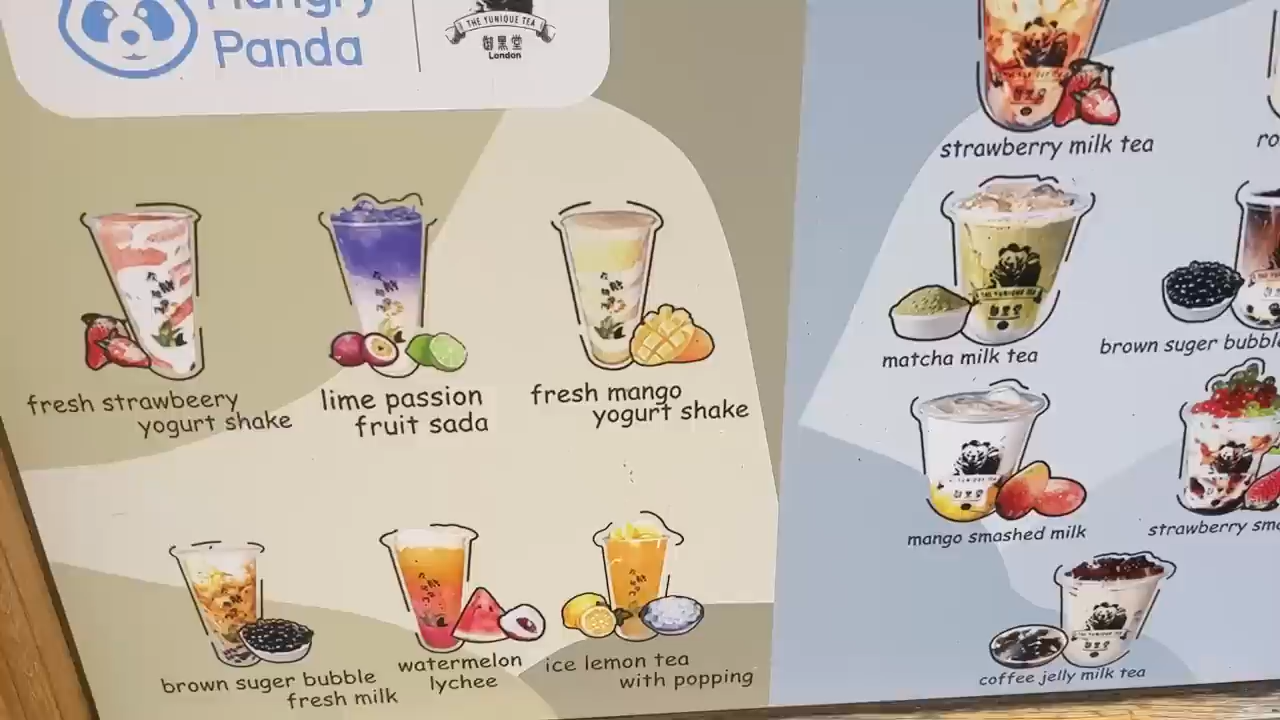 Hungry
Panda
THE YUNIQUE TEA
御黑堂
London
fresh strawbeery
yogurt shake
lime passion
fruit sada
fresh mango
yogurt shake
brown suger bubble
fresh milk
watermelon
lychee
ice lemon tea
with popping
strawberry milk tea
matcha milk tea
brown suger bubble
mango smashed milk
strawberry
coffee jelly milk tea